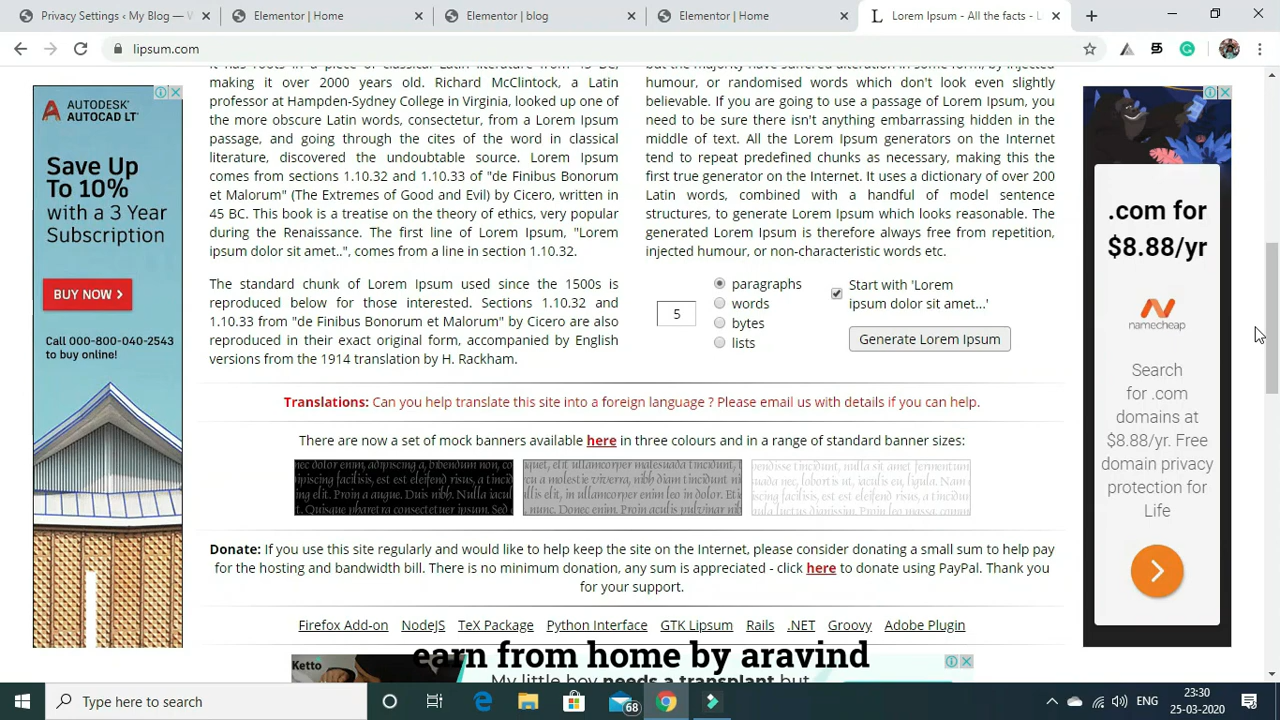 Privacy Settings ‹ My Blog — W
Elementor | Home
Elementor | blog
Elementor | Home
Lorem Ipsum - All the facts - L
lipsum.com
making it over 2000 years old. Richard McClintock, a Latin
professor at Hampden-Sydney College in Virginia, looked up one of
the more obscure Latin words, consectetur, from a Lorem Ipsum
passage, and going through the cites of the word in classical
literature, discovered the undoubtable source. Lorem Ipsum
comes from sections 1.10.32 and 1.10.33 of "de Finibus Bonorum
et Malorum" (The Extremes of Good and Evil) by Cicero, written in
45 BC. This book is a treatise on the theory of ethics, very popular
during the Renaissance. The first line of Lorem Ipsum, "Lorem
ipsum dolor sit amet..", comes from a line in section 1.10.32.
The standard chunk of Lorem Ipsum used since the 1500s is
reproduced below for those interested. Sections 1.10.32 and
1.10.33 from "de Finibus Bonorum et Malorum" by Cicero are also
reproduced in their exact original form, accompanied by English
versions from the 1914 translation by H. Rackham.
but the majority have suffered alteration in some form, by injected
humour, or randomised words which don't look even slightly
believable. If you are going to use a passage of Lorem Ipsum, you
need to be sure there isn't anything embarrassing hidden in the
middle of text. All the Lorem Ipsum generators on the Internet
tend to repeat predefined chunks as necessary, making this the
first true generator on the Internet. It uses a dictionary of over 200
Latin words, combined with a handful of model sentence
structures, to generate Lorem Ipsum which looks reasonable. The
generated Lorem Ipsum is therefore always free from repetition,
injected humour, or non-characteristic words etc.
5
paragraphs
words
bytes
lists
Start with 'Lorem
ipsum dolor sit amet...'
Generate Lorem Ipsum
Translations: Can you help translate this site into a foreign language ? Please email us with details if you can help.
There are now a set of mock banners available here in three colours and in a range of standard banner sizes:
Donate: If you use this site regularly and would like to help keep the site on the Internet, please consider donating a small sum to help pay
for the hosting and bandwidth bill. There is no minimum donation, any sum is appreciated - click here to donate using PayPal. Thank you
for your support.
Firefox Add-on
NodeJS
TeX Package
Python Interface
GTK Lipsum
Rails
.NET
Groovy
Adobe Plugin
AUTODESK
AUTOCAD LT
Save Up
To 10%
with a 3 Year
Subscription
BUY NOW
Call 000-800-040-2543
to buy online!
.com for
$8.88/yr
namecheap
Search
for .com
domains at
$8.88/yr. Free
domain privacy
protection for
Life
Ketto
My little boy needs a transplant but
earn from home by aravind
Type here to search
68
ENG
23:30
25-03-2020